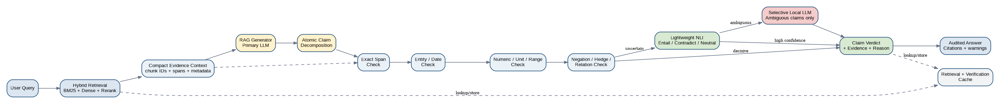 User Query
Hybrid Retrieval
BM25 + Dense + Rerank
Compact Evidence Context
chunk IDs + spans + metadata
RAG Generator
Primary LLM
Atomic Claim
Decomposition
Exact Span
Check
Entity / Date
Check
Numeric / Unit / Range
Check
Negation / Hedge /
Relation Check
uncertain
decisive
Lightweight NLI
Entail / Contradict / Neutral
ambiguous
high confidence
Selective Local LLM
Ambiguous claims only
Claim Verdict
+ Evidence + Reason
Audited Answer
Citations + warnings
lookup/store
Retrieval + Verification
Cache
lookup/store